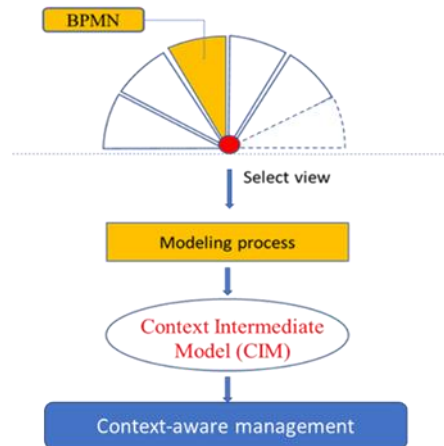 BPMN
Select view
Modeling process
Context Intermediate
Model (CIM)
Context-aware management